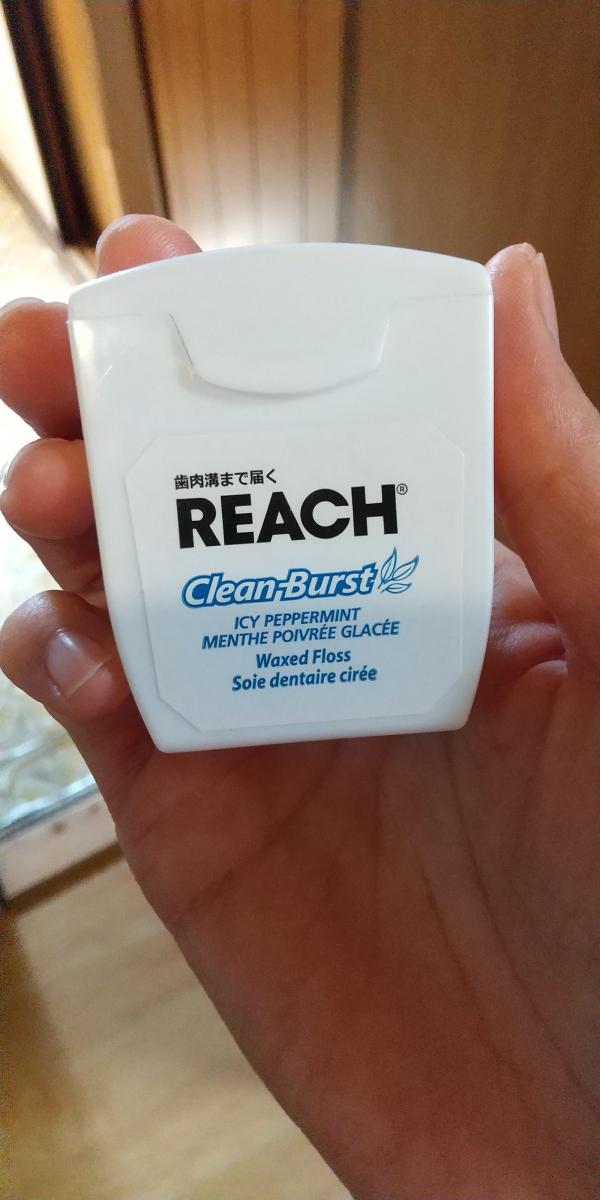 歯肉溝まで届く
REACH®
Clean-Burst
ICY PEPPERMINT
MENTHE POIVRÉE GLACÉE
Waxed Floss
Soie dentaire cirée